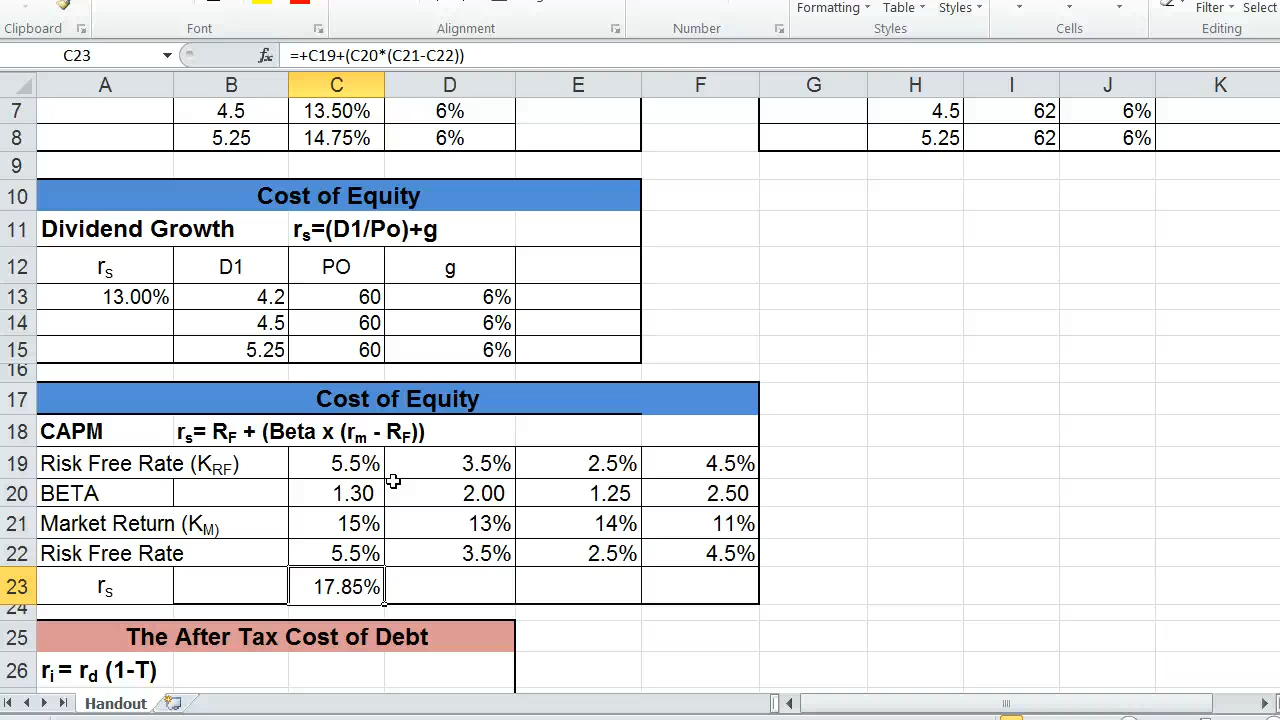 Formatting Table Styles Filter Select
Clipboard Font Alignment Number Styles Cells Editing
C23 fx =+C19+(C20*(C21-C22))
A B C D E F G H I J K
7 4.5 13.50% 6% 4.5 62 6%
8 5.25 14.75% 6% 5.25 62 6%
9
10 Cost of Equity
11 Dividend Growth rs=(D1/Po)+g
12 rs D1 PO g
13 13.00% 4.2 60 6%
14 4.5 60 6%
15 5.25 60 6%
16
17 Cost of Equity
18 CAPM rs= RF + (Beta x (rm - RF))
19 Risk Free Rate (KRF) 5.5% 3.5% 2.5% 4.5%
20 BETA 1.30 2.00 1.25 2.50
21 Market Return (KM) 15% 13% 14% 11%
22 Risk Free Rate 5.5% 3.5% 2.5% 4.5%
23 rs 17.85%
24
25 The After Tax Cost of Debt
26 ri = rd (1-T)
Handout